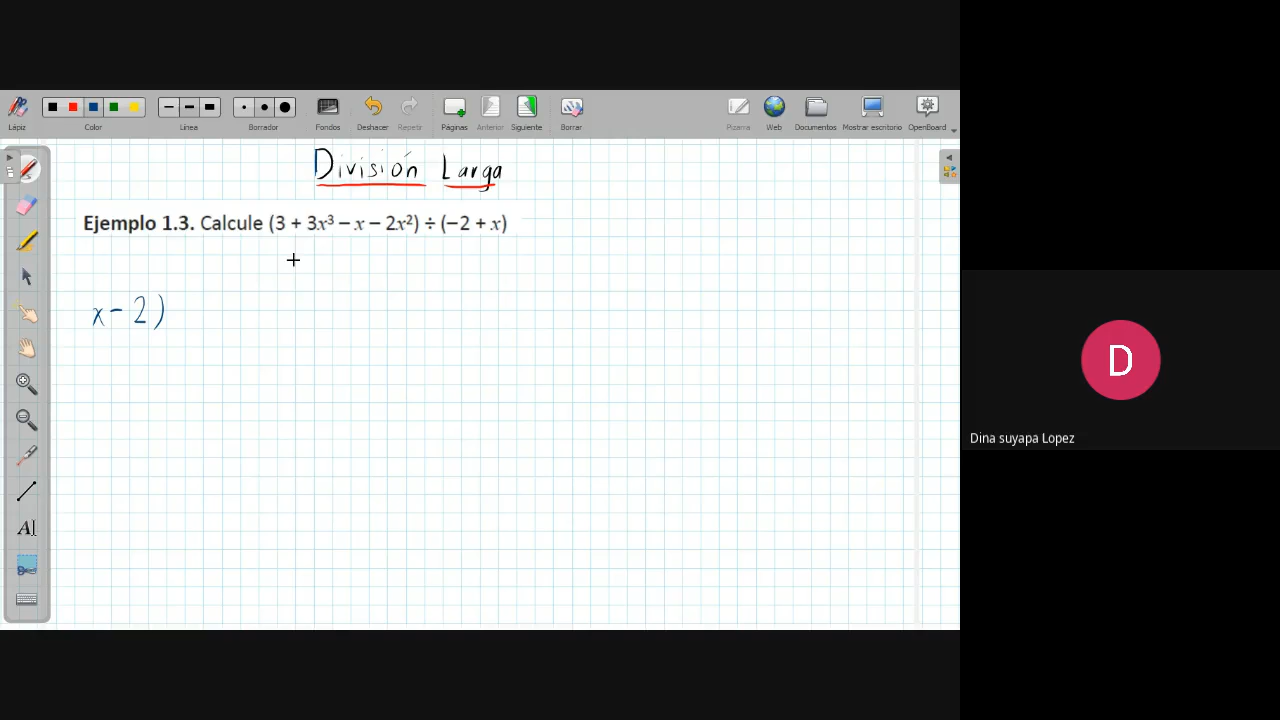 Lápiz Color Línea Borrador Fondos Deshacer Repetir Páginas Anterior Siguiente Borrar Pizarra Web Documentos Mostrar escritorio OpenBoard
División Larga
Ejemplo 1.3. Calcule (3 + 3x³ – x – 2x²) ÷ (–2 + x)
x - 2 )
D
Dina suyapa Lopez
A